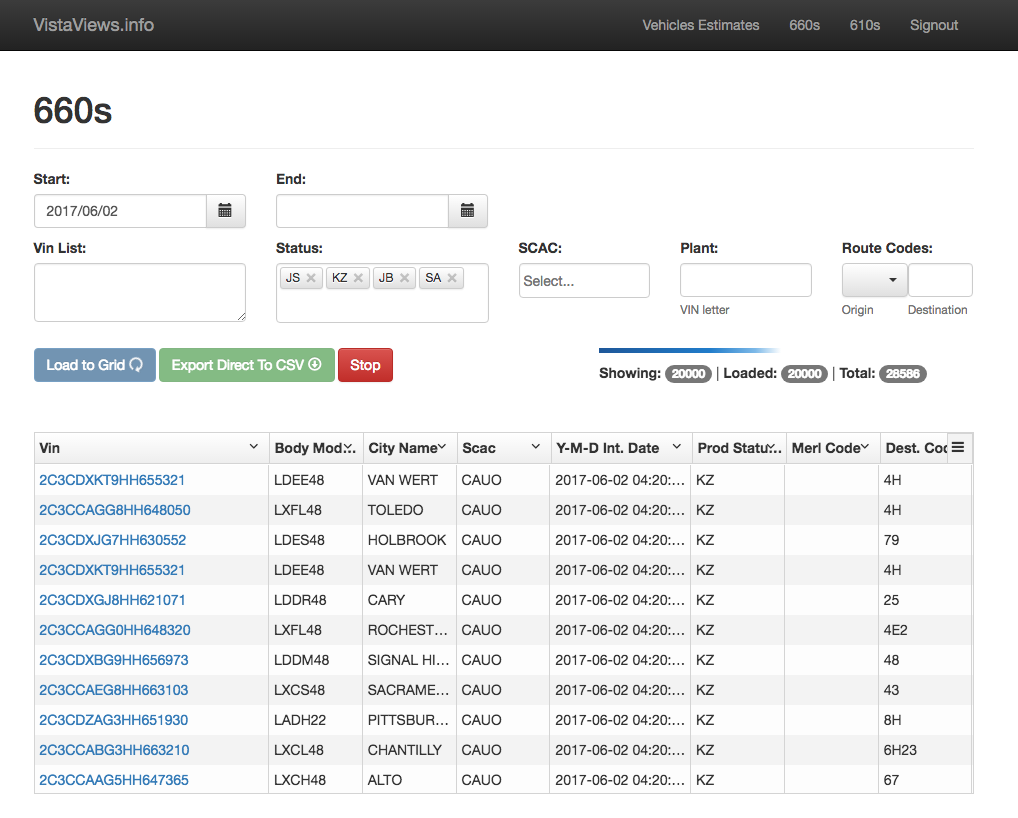 VistaViews.info Vehicles Estimates 660s 610s Signout
660s
Start: End:
2017/06/02
Vin List: Status: SCAC: Plant: Route Codes:
JS KZ JB SA
Select...
VIN letter Origin Destination
Load to Grid Export Direct To CSV Stop
Showing: 20000 | Loaded: 20000 | Total: 28586
Vin Body Mod... City Name Scac Y-M-D Int. Date Prod Statu... Merl Code Dest. Cod
2C3CDXKT9HH655321 LDEE48 VAN WERT CAUO 2017-06-02 04:20:... KZ 4H
2C3CCAGG8HH648050 LXFL48 TOLEDO CAUO 2017-06-02 04:20:... KZ 4H
2C3CDXJG7HH630552 LDES48 HOLBROOK CAUO 2017-06-02 04:20:... KZ 79
2C3CDXKT9HH655321 LDEE48 VAN WERT CAUO 2017-06-02 04:20:... KZ 4H
2C3CDXGJ8HH621071 LDDR48 CARY CAUO 2017-06-02 04:20:... KZ 25
2C3CCAGG0HH648320 LXFL48 ROCHEST... CAUO 2017-06-02 04:20:... KZ 4E2
2C3CDXBG9HH656973 LDDM48 SIGNAL HI... CAUO 2017-06-02 04:20:... KZ 48
2C3CCAEG8HH663103 LXCS48 SACRAME... CAUO 2017-06-02 04:20:... KZ 43
2C3CDZAG3HH651930 LADH22 PITTSBUR... CAUO 2017-06-02 04:20:... KZ 8H
2C3CCABG3HH663210 LXCL48 CHANTILLY CAUO 2017-06-02 04:20:... KZ 6H23
2C3CCAAG5HH647365 LXCH48 ALTO CAUO 2017-06-02 04:20:... KZ 67